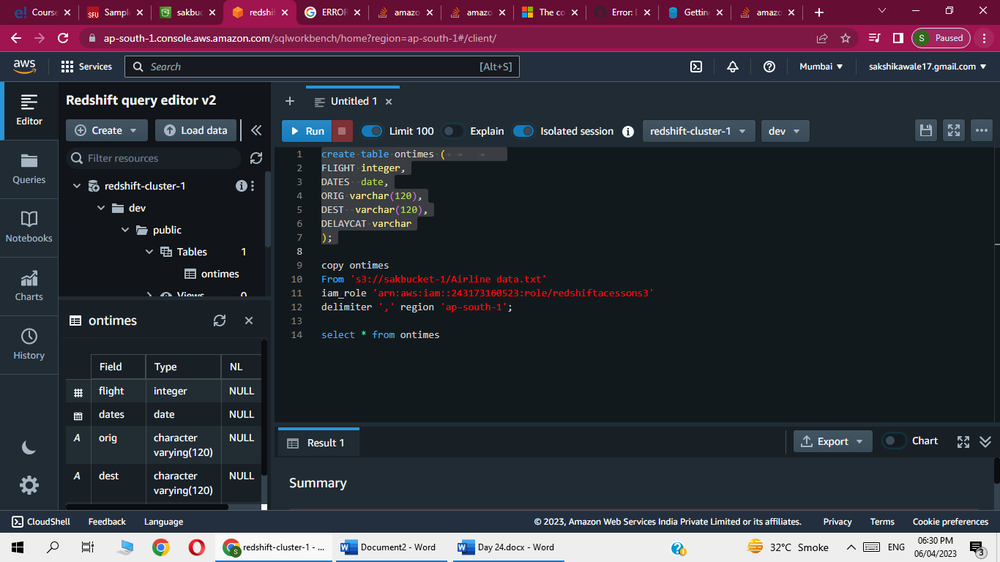 Course
Sample
sakbuc
redshift
ERROR
amazo
amazo
The co
Error: D
Getting
amazo
ap-south-1.console.aws.amazon.com/sqlworkbench/home?region=ap-south-1#/client/
S Paused
aws
Services
Search
[Alt+S]
Mumbai
sakshikawale17.gmail.com
Editor
Queries
Notebooks
Charts
History
Redshift query editor v2
Create
Load data
Filter resources
redshift-cluster-1
dev
public
Tables 1
ontimes
Views 0
ontimes
Field Type NL
flight integer NULL
dates date NULL
A orig character varying(120) NULL
A dest character varying(120) NULL
Untitled 1
Run
Limit 100
Explain
Isolated session
redshift-cluster-1
dev
1 create table ontimes (
2 FLIGHT integer,
3 DATES date,
4 ORIG varchar(120),
5 DEST varchar(120),
6 DELAYCAT varchar
7 );
8
9 copy ontimes
10 From 's3://sakbucket-1/Airline data.txt'
11 iam_role 'arn:aws:iam::243173160523:role/redshiftacessons3'
12 delimiter ',' region 'ap-south-1';
13
14 select * from ontimes
Result 1
Export
Chart
Summary
CloudShell
Feedback
Language
© 2023, Amazon Web Services India Private Limited or its affiliates.
Privacy
Terms
Cookie preferences
redshift-cluster-1 - ...
Document2 - Word
Day 24.docx - Word
32°C Smoke
ENG
06:30 PM
06/04/2023
3